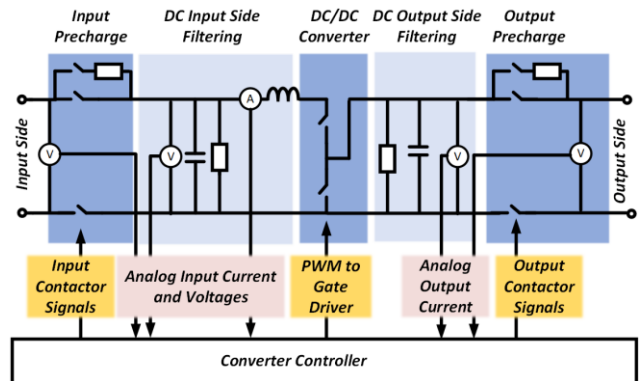 Input
Precharge
DC Input Side
Filtering
DC/DC
Converter
DC Output Side
Filtering
Output
Precharge
Input Side
A
V
V
V
V
Output Side
Input
Contactor
Signals
Analog Input Current
and Voltages
PWM to
Gate
Driver
Analog
Output
Current
Output
Contactor
Signals
Converter Controller